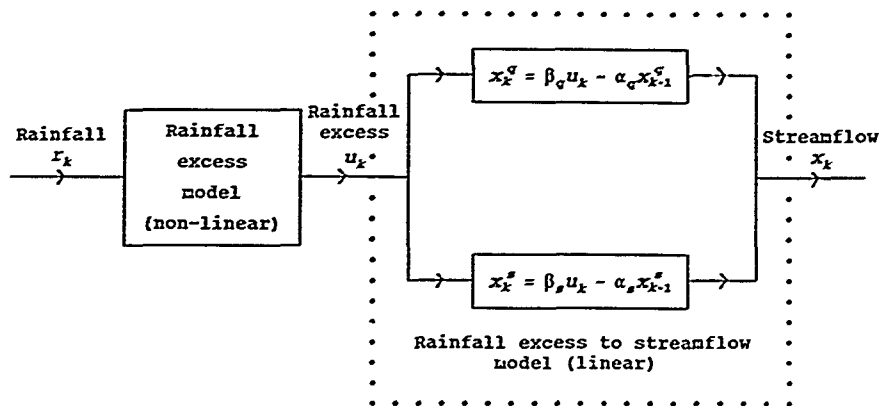 Rainfall
r_k
Rainfall
excess
model
(non-linear)
Rainfall
excess
u_k
x_k^q = β_q u_k - α_q x_{k-1}^q
x_k^s = β_s u_k - α_s x_{k-1}^s
Streamflow
x_k
Rainfall excess to streamflow
model (linear)